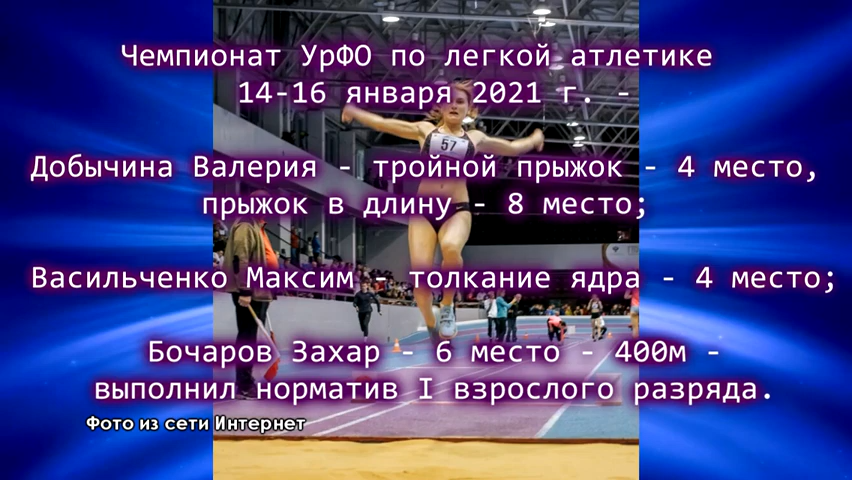 Чемпионат УрФО по легкой атлетике
14-16 января 2021 г. -
Добычина Валерия - тройной прыжок - 4 место,
прыжок в длину - 8 место;
Васильченко Максим - толкание ядра - 4 место;
Бочаров Захар - 6 место - 400м -
выполнил норматив I взрослого разряда.
Фото из сети Интернет
57